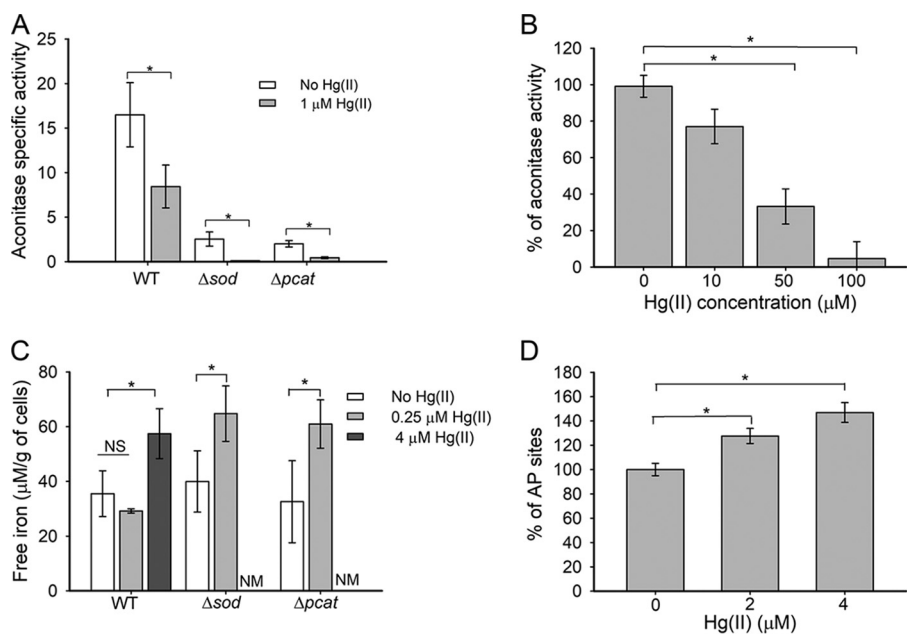 A
Aconitase specific activity
25
20
15
10
5
0
*
*
*
No Hg(II)
1 μM Hg(II)
WT
Δsod
Δpcat
B
% of aconitase activity
120
100
80
60
40
20
0
*
*
0
10
50
100
Hg(II) concentration (μM)
C
Free iron (μM/g of cells)
80
60
40
20
0
*
NS
*
*
NM
NM
No Hg(II)
0.25 μM Hg(II)
4 μM Hg(II)
WT
Δsod
Δpcat
D
% of AP sites
180
160
140
120
100
80
60
40
20
0
*
*
0
2
4
Hg(II) (μM)